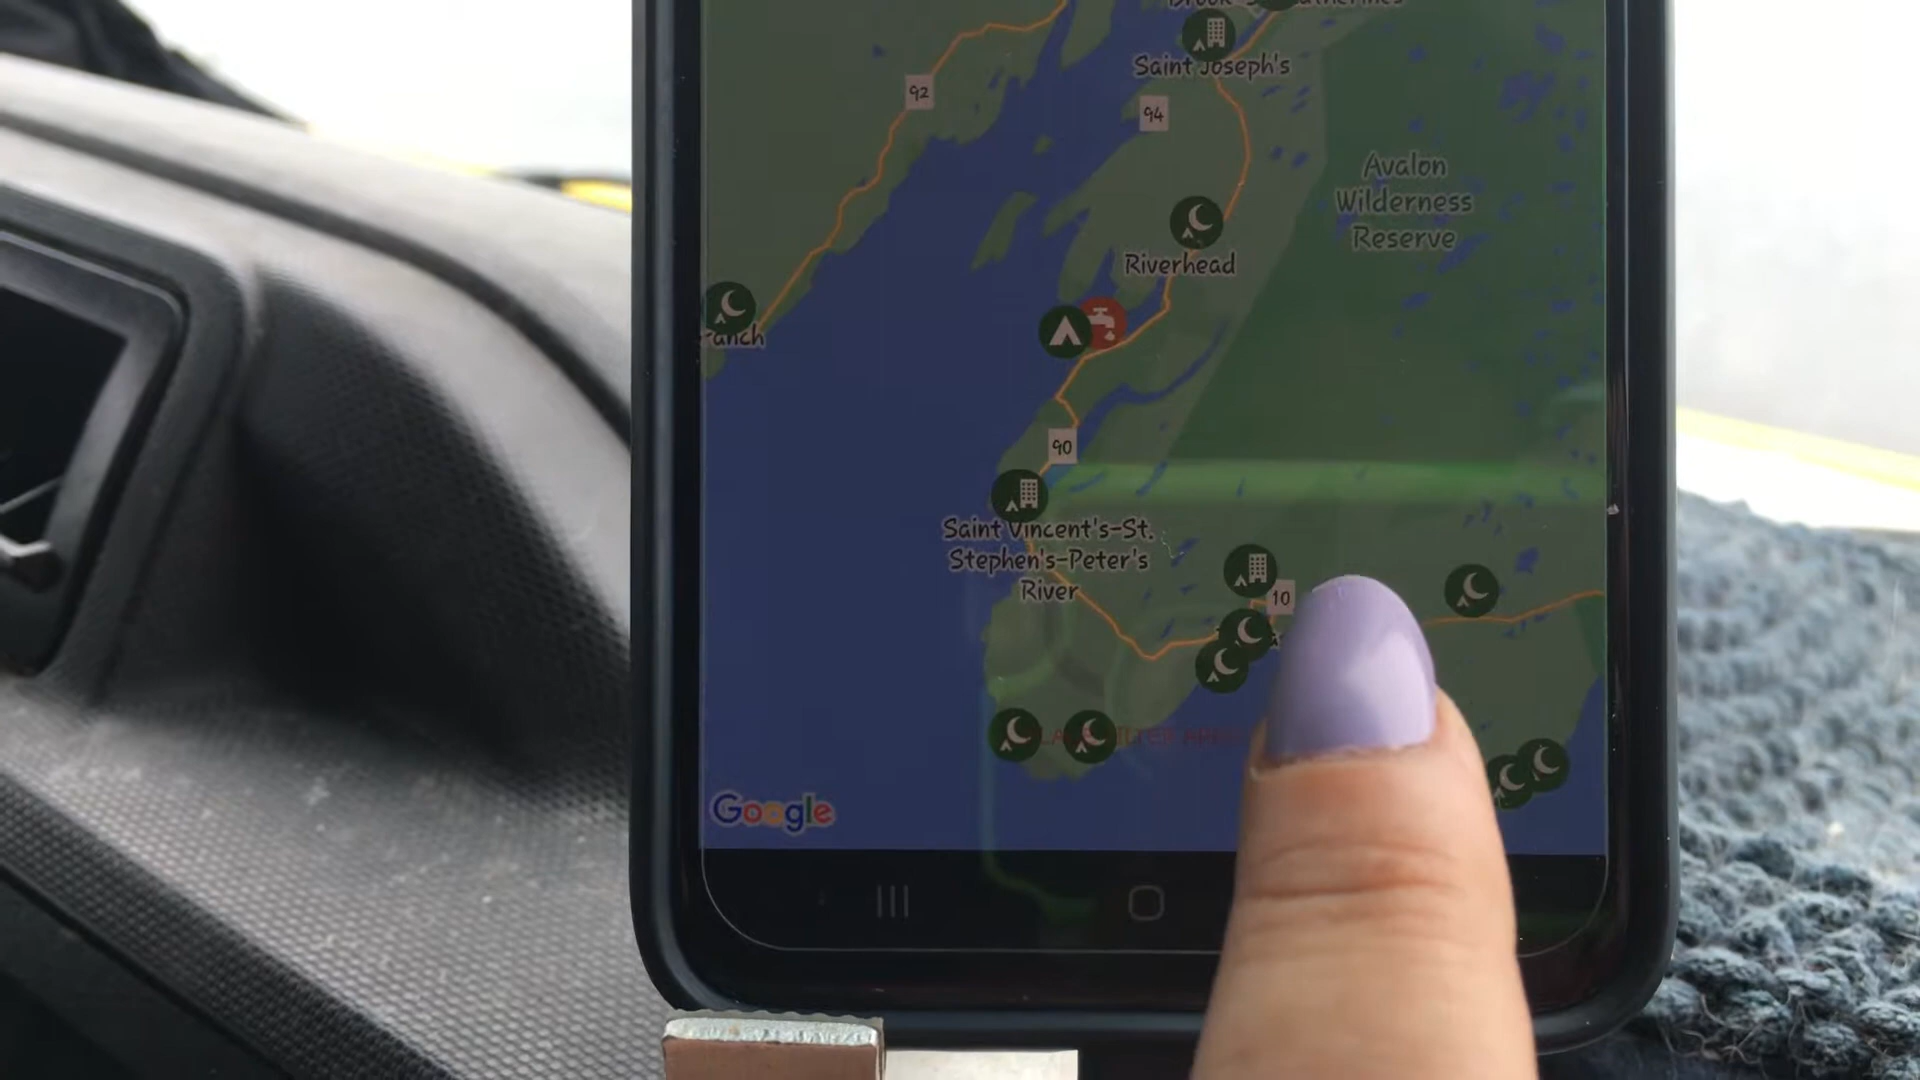 92
Saint Joseph's
94
Avalon
Wilderness
Reserve
Riverhead
90
Saint Vincent's-St.
Stephen's-Peter's
River
10
Google